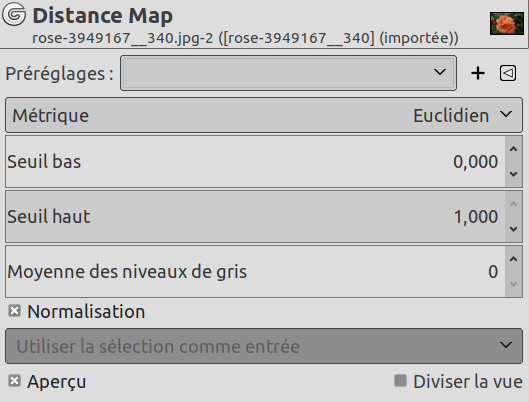 Distance Map
rose-3949167__340.jpg-2 ([rose-3949167__340] (importée))
Préréglages :
Métrique Euclidien
Seuil bas 0,000
Seuil haut 1,000
Moyenne des niveaux de gris 0
Normalisation
Utiliser la sélection comme entrée
Aperçu Diviser la vue